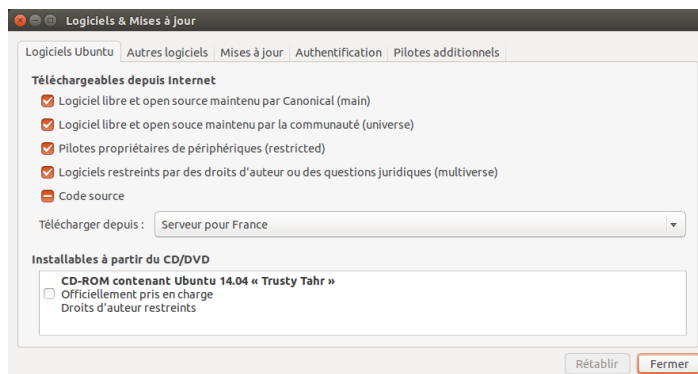 Logiciels & Mises à jour
Logiciels Ubuntu Autres logiciels Mises à jour Authentification Pilotes additionnels
Téléchargeables depuis Internet
Logiciel libre et open source maintenu par Canonical (main)
Logiciel libre et open souce maintenu par la communauté (universe)
Pilotes propriétaires de périphériques (restricted)
Logiciels restreints par des droits d'auteur ou des questions juridiques (multiverse)
Code source
Télécharger depuis : Serveur pour France
Installables à partir du CD/DVD
CD-ROM contenant Ubuntu 14.04 « Trusty Tahr »
Officiellement pris en charge
Droits d'auteur restreints
Rétablir Fermer